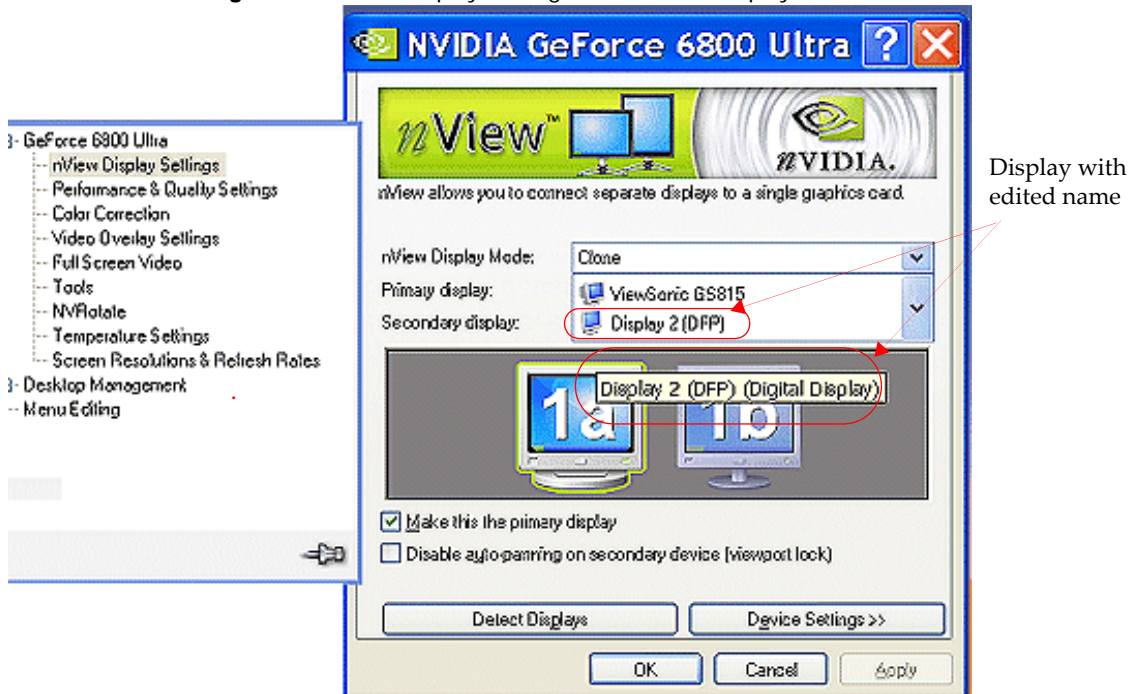 NVIDIA GeForce 6800 Ultra
nView™
nVIDIA.
nView allows you to connect separate displays to a single graphics card.
GeForce 6800 Ultra
nView Display Settings
Performance & Quality Settings
Color Correction
Video Overlay Settings
Full Screen Video
Tools
NVRotate
Temperature Settings
Screen Resolutions & Refresh Rates
Desktop Management
Menu Editing
Display with
edited name
nView Display Mode: Clone
Primary display: ViewSonic GS815
Secondary display: Display 2 (DFP)
Display 2 (DFP) (Digital Display)
1a 1b
Make this the primary display
Disable auto-panning on secondary device (viewport lock)
Detect Displays Device Settings >>
OK Cancel Apply